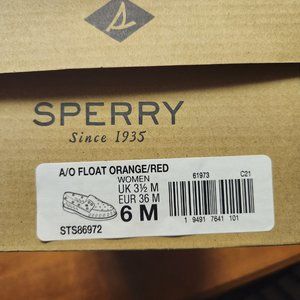 SPERRY
Since 1935
A/O FLOAT ORANGE/RED
WOMEN
UK 3½ M
EUR 36 M
6 M
STS86972
61973 C21
1 9491 7641 101